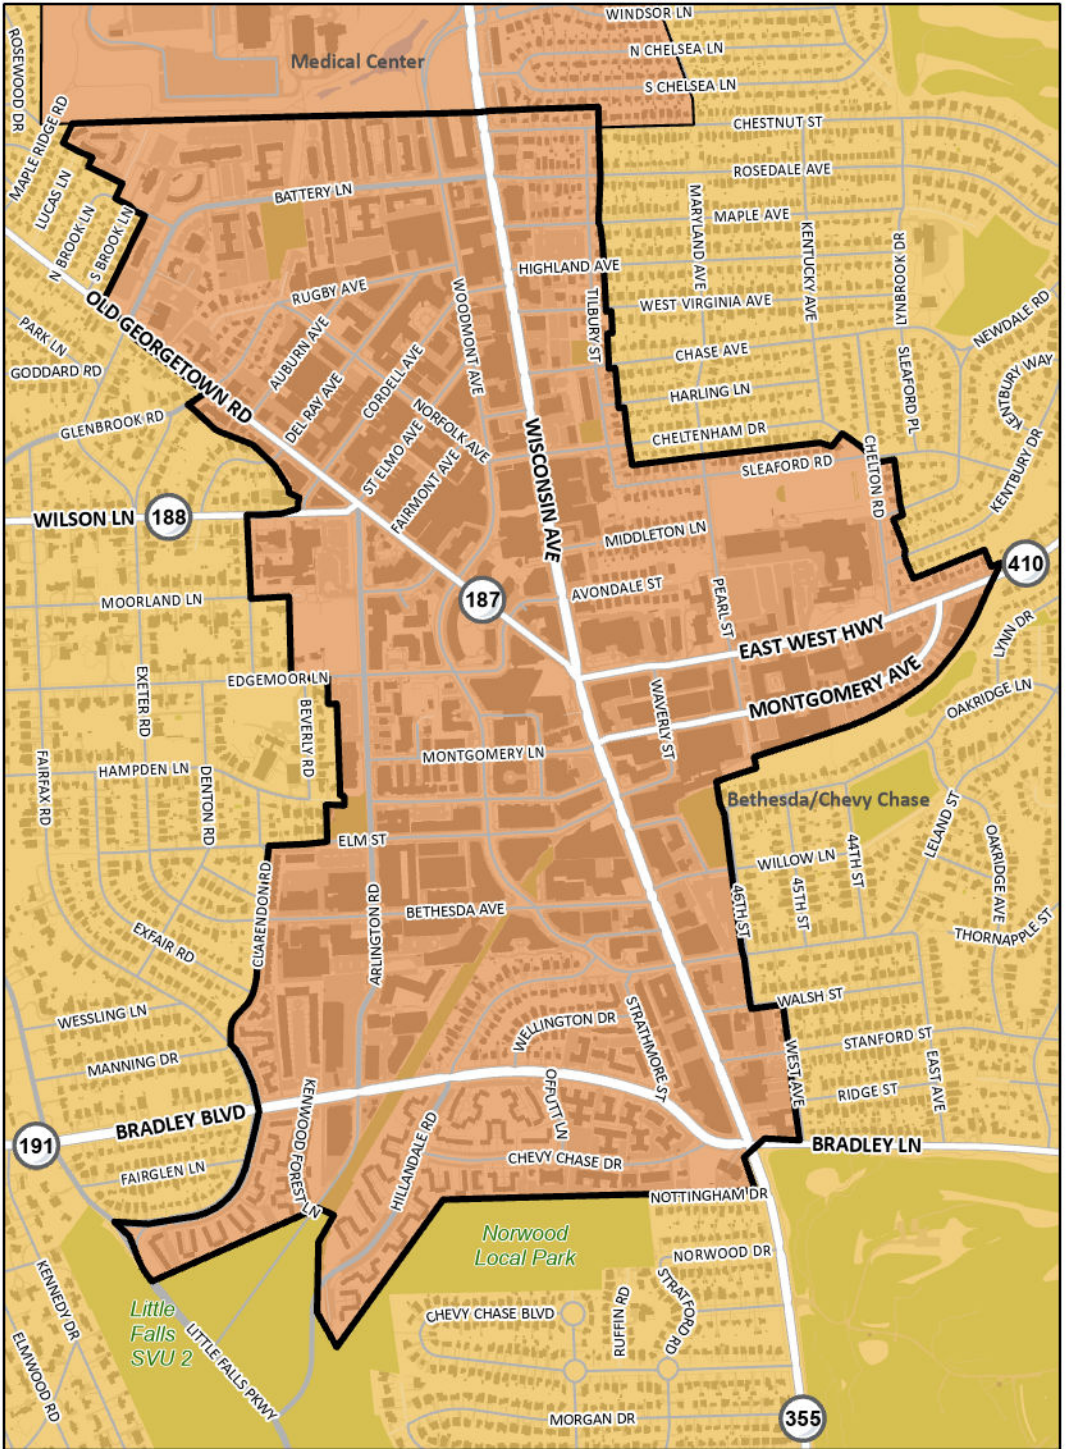 WINDSOR LN
ROSEWOOD DR
N CHELSEA LN
Medical Center
S CHELSEA LN
MAPLE RIDGE RD
CHESTNUT ST
ROSEDALE AVE
LUCAS LN
BATTERY LN
MARYLAND AVE
MAPLE AVE
N BROOK LN
S BROOK LN
KENTUCKY AVE
LYNBROOK DR
HIGHLAND AVE
RUGBY AVE
WOODMONT AVE
TILBURY ST
WEST VIRGINIA AVE
NEWDALE RD
OLD GEORGETOWN RD
PARK LN
AUBURN AVE
CHASE AVE
GODDARD RD
CORDELL AVE
SLEAFORD PL
KENTBURY WAY
DEL RAY AVE
HARLING LN
GLENBROOK RD
NORFOLK AVE
CHELTENHAM DR
ST ELMO AVE
WISCONSIN AVE
FAIRMONT AVE
SLEAFORD RD
CHELTON RD
KENTBURY DR
WILSON LN
188
MIDDLETON LN
410
187
AVONDALE ST
MOORLAND LN
PEARL ST
EAST WEST HWY
LYNN DR
EXETER RD
EDGEMOOR LN
MONTGOMERY AVE
OAKRIDGE LN
BEVERLY RD
WAVERLY ST
FAIRFAX RD
HAMPDEN LN
DENTON RD
MONTGOMERY LN
Bethesda/Chevy Chase
LELAND ST
ELM ST
WILLOW LN
44TH ST
OAKRIDGE AVE
CLARENDON RD
ARLINGTON RD
BETHESDA AVE
46TH ST
45TH ST
EXFAIR RD
THORNAPPLE ST
WESSLING LN
WALSH ST
WELLINGTON DR
STRATHMORE ST
STANFORD ST
MANNING DR
WEST AVE
EAST AVE
KENWOOD FOREST LN
OFFUTT LN
RIDGE ST
BRADLEY BLVD
191
HILLANDALE RD
BRADLEY LN
FAIRGLEN LN
CHEVY CHASE DR
NOTTINGHAM DR
Norwood
Local Park
NORWOOD DR
KENNEDY DR
STRATFORD RD
RUFFIN RD
Little
Falls
SVU 2
CHEVY CHASE BLVD
ELMWOOD RD
LITTLE FALLS PKWY
MORGAN DR
355